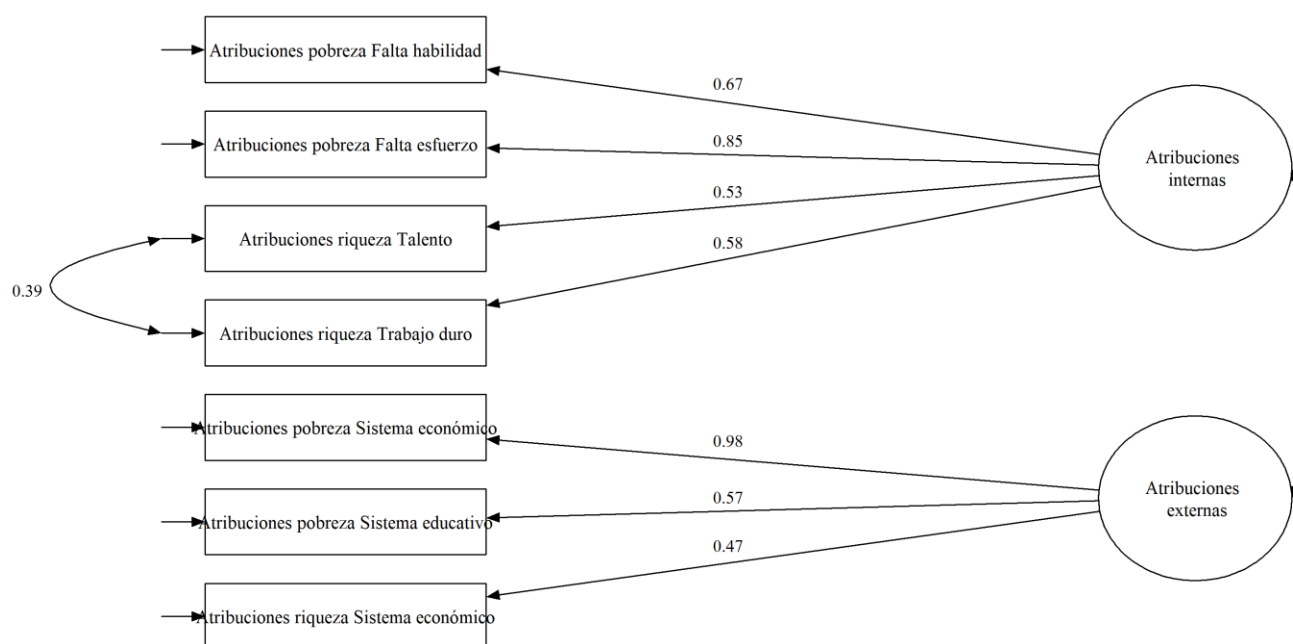 Atribuciones pobreza Falta habilidad
0.67
Atribuciones pobreza Falta esfuerzo
0.85
Atribuciones
internas
0.53
Atribuciones riqueza Talento
0.58
0.39
Atribuciones riqueza Trabajo duro
Atribuciones pobreza Sistema económico
0.98
0.57
Atribuciones
externas
Atribuciones pobreza Sistema educativo
0.47
Atribuciones riqueza Sistema económico